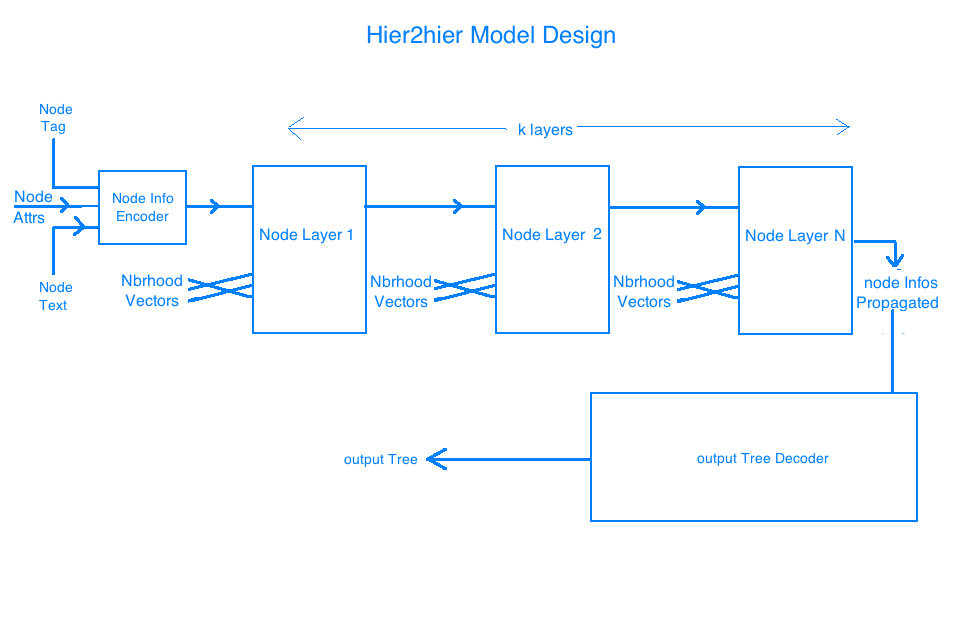 Hier2hier Model Design
Node
Tag
k layers
Node
Attrs
Node Info
Encoder
Node
Text
Node Layer 1
Node Layer 2
Node Layer N
Nbrhood
Vectors
Nbrhood
Vectors
Nbrhood
Vectors
node Infos
Propagated
output Tree
output Tree Decoder